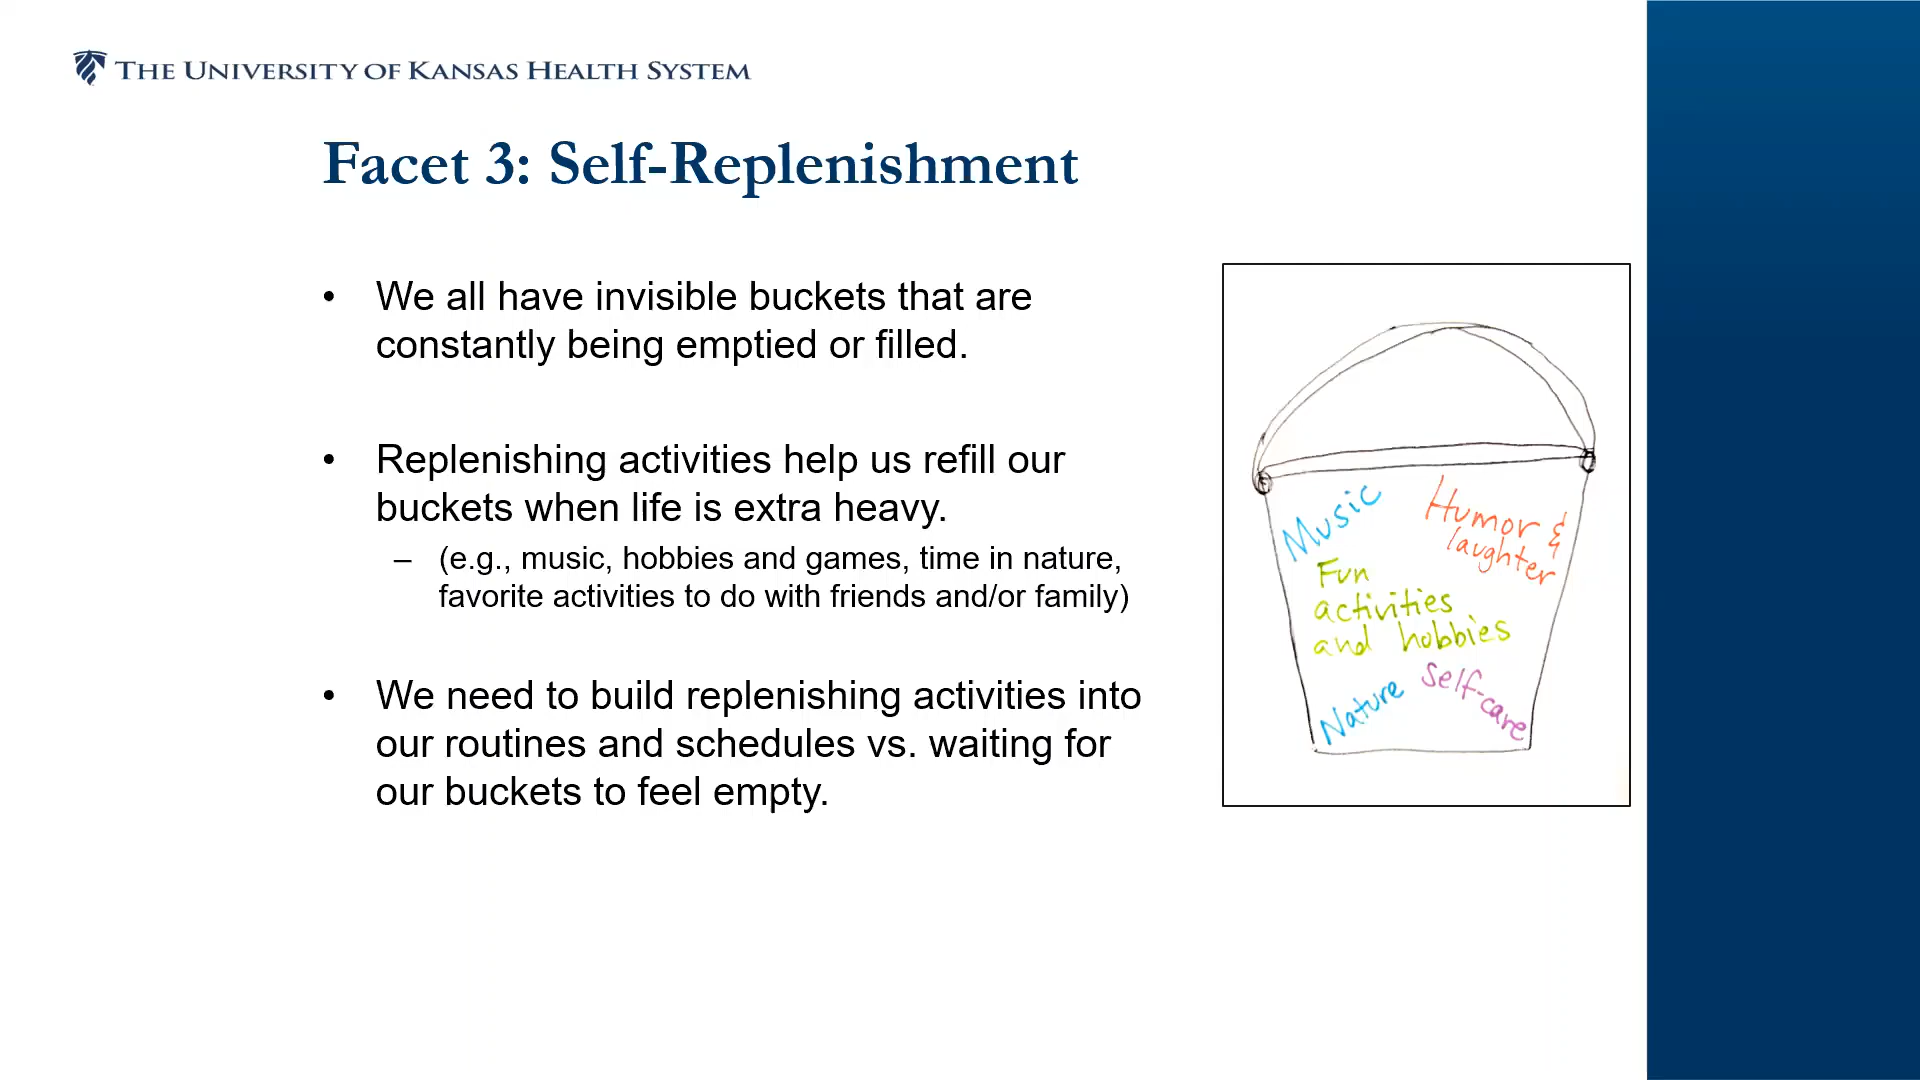 THE UNIVERSITY OF KANSAS HEALTH SYSTEM
Facet 3: Self-Replenishment
• We all have invisible buckets that are
constantly being emptied or filled.
• Replenishing activities help us refill our
buckets when life is extra heavy.
– (e.g., music, hobbies and games, time in nature,
favorite activities to do with friends and/or family)
• We need to build replenishing activities into
our routines and schedules vs. waiting for
our buckets to feel empty.
Music
Humor &
laughter
Fun
activities
and hobbies
Nature
Self-care